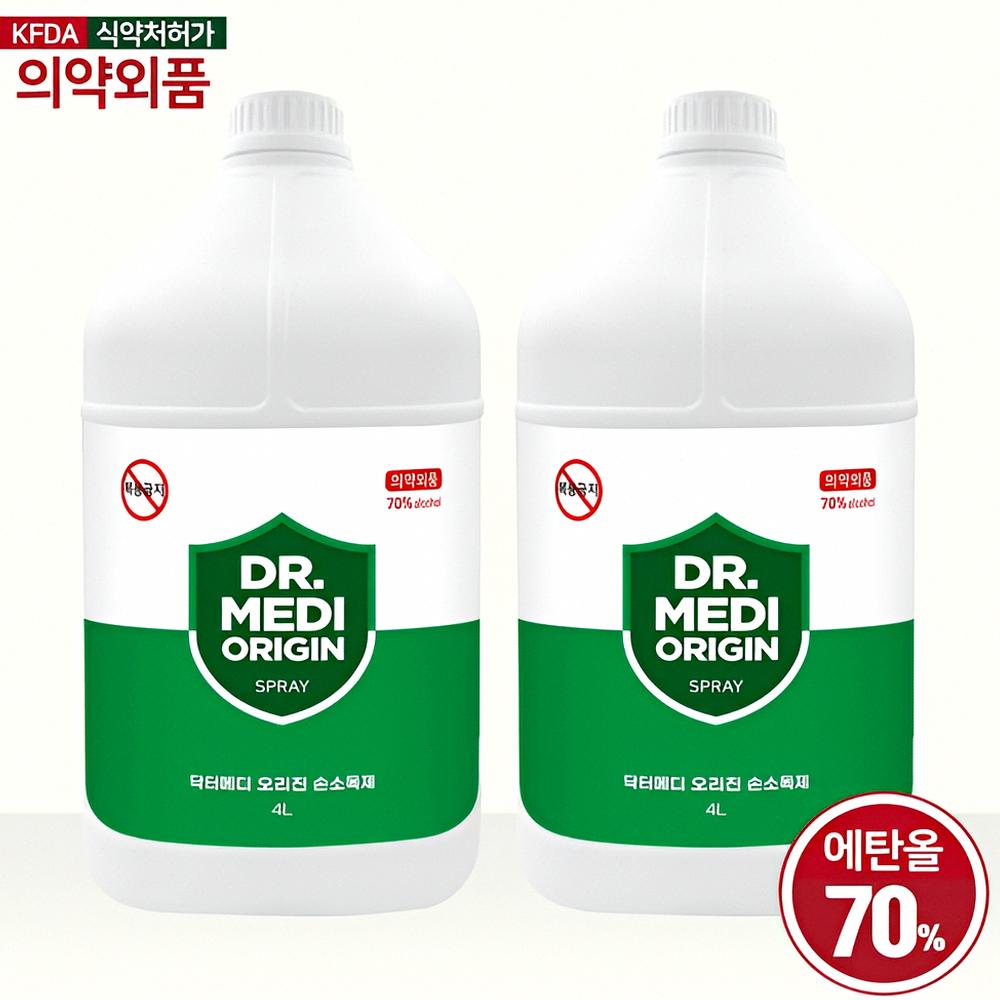 KFDA 식약처허가
의약외품
의약외품
70% alcohol
DR.
MEDI
ORIGIN
SPRAY
닥터메디 오리진 손소독제
4L
의약외품
70% alcohol
DR.
MEDI
ORIGIN
SPRAY
닥터메디 오리진 손소독제
4L
에탄올
70%